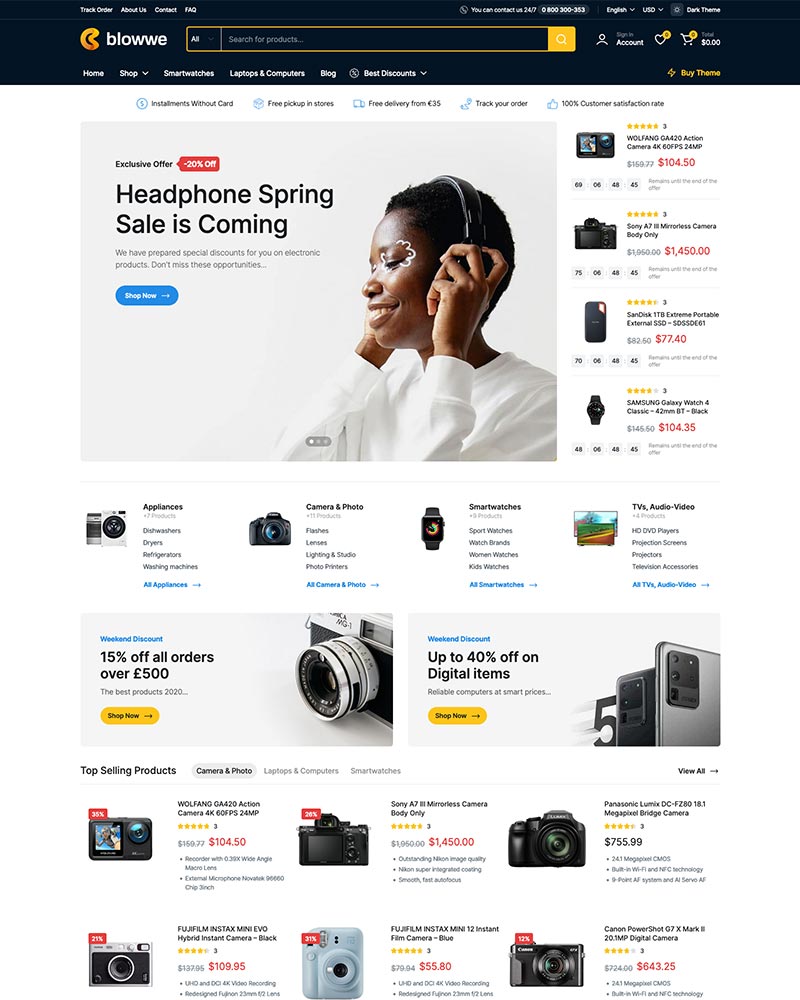 Track Order About Us Contact FAQ
You can contact us 24/7 0 800 300-353 English USD Dark Theme
blowwe
All Search for products...
Sign In
Account
0
0
Total
$0.00
Home Shop Smartwatches Laptops & Computers Blog Best Discounts
Buy Theme
Installments Without Card Free pickup in stores Free delivery from €35 Track your order 100% Customer satisfaction rate
Exclusive Offer -20% Off
Headphone Spring
Sale is Coming
We have prepared special discounts for you on electronic
products. Don't miss these opportunities...
Shop Now
3
WOLFANG GA420 Action
Camera 4K 60FPS 24MP
$159.77 $104.50
69 : 06 : 48 : 45
Remains until the end of the
offer
3
Sony A7 III Mirrorless Camera
Body Only
$1,950.00 $1,450.00
75 : 06 : 48 : 45
Remains until the end of the
offer
3
SanDisk 1TB Extreme Portable
External SSD – SDSSDE61
$82.50 $77.40
70 : 06 : 48 : 45
Remains until the end of the
offer
3
SAMSUNG Galaxy Watch 4
Classic – 42mm BT – Black
$145.50 $104.35
48 : 06 : 48 : 45
Remains until the end of the
offer
Appliances
+7 Products
Dishwashers
Dryers
Refrigerators
Washing machines
All Appliances
Camera & Photo
+11 Products
Flashes
Lenses
Lighting & Studio
Photo Printers
All Camera & Photo
Smartwatches
+9 Products
Sport Watches
Watch Brands
Women Watches
Kids Watches
All Smartwatches
TVs, Audio-Video
+4 Products
HD DVD Players
Projection Screens
Projectors
Television Accessories
All TVs, Audio-Video
Weekend Discount
15% off all orders
over £500
The best products 2020...
Shop Now
MG-1
Weekend Discount
Up to 40% off on
Digital items
Reliable computers at smart prices...
Shop Now
Top Selling Products Camera & Photo Laptops & Computers Smartwatches View All
35%
WOLFANG GA420 Action
Camera 4K 60FPS 24MP
3
$159.77 $104.50
Recorder with 0.39X Wide Angle
Macro Lens
External Microphone Novatek 96660
Chip 3inch
26%
Sony A7 III Mirrorless Camera
Body Only
3
$1,950.00 $1,450.00
Outstanding Nikon image quality
Nikon super integrated coating
Smooth, fast autofocus
LUMIX
Panasonic Lumix DC-FZ80 18.1
Megapixel Bridge Camera
3
$755.99
24.1 Megapixel CMOS
Built-in Wi-Fi and NFC technology
9-Point AF system and AI Servo AF
21%
FUJIFILM INSTAX MINI EVO
Hybrid Instant Camera – Black
3
$137.95 $109.95
UHD and DCI 4K Video Recording
Redesigned Fujinon 23mm f/2 Lens
31%
FUJIFILM INSTAX MINI 12 Instant
Film Camera – Blue
3
$79.94 $55.80
UHD and DCI 4K Video Recording
Redesigned Fujinon 23mm f/2 Lens
12%
Canon PowerShot G7 X Mark II
20.1MP Digital Camera
3
$724.00 $643.25
24.1 Megapixel CMOS
Built-in Wi-Fi and NFC technology